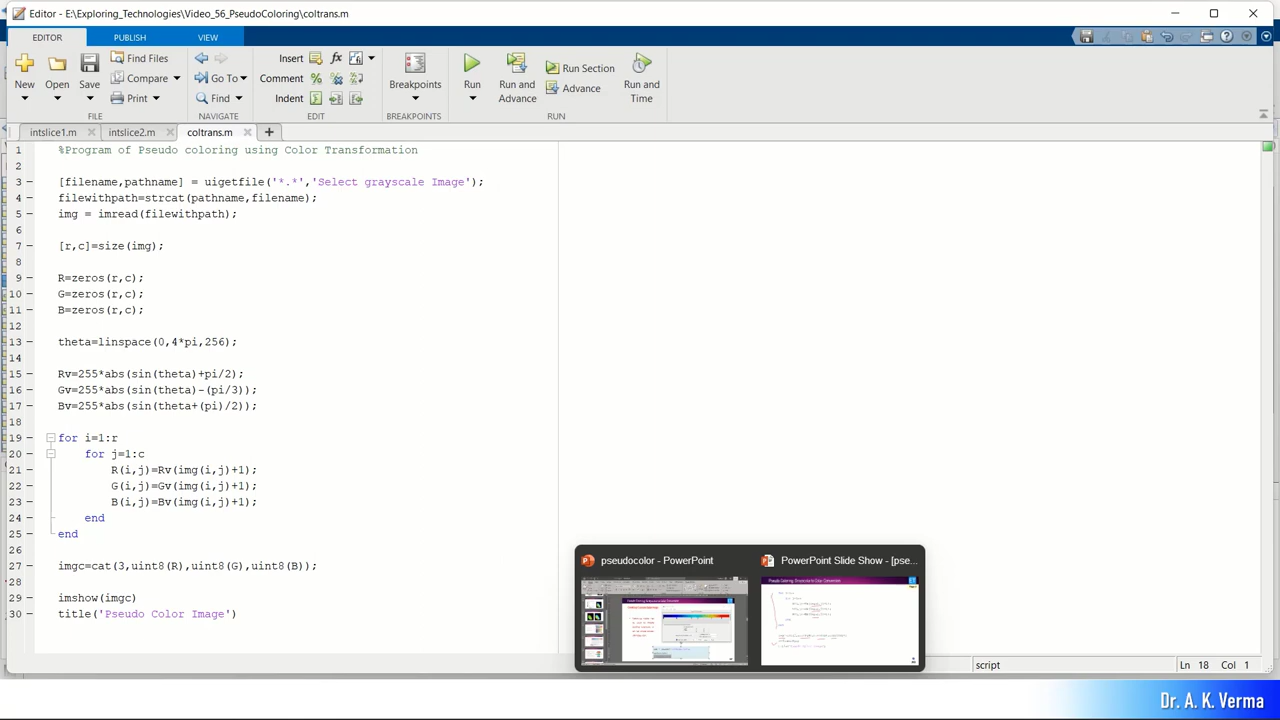 Editor - E:\Exploring_Technologies\Video_56_PseudoColoring\coltrans.m
EDITOR PUBLISH VIEW
New Open Save Find Files Compare Print Go To Find Insert Comment Indent Breakpoints Run Run and Advance Run Section Advance Run and Time
FILE NAVIGATE EDIT BREAKPOINTS RUN
intslice1.m intslice2.m coltrans.m
1 %Program of Pseudo coloring using Color Transformation
2
3 [filename,pathname] = uigetfile('*.*','Select grayscale Image');
4 filewithpath=strcat(pathname,filename);
5 img = imread(filewithpath);
6
7 [r,c]=size(img);
8
9 R=zeros(r,c);
10 G=zeros(r,c);
11 B=zeros(r,c);
12
13 theta=linspace(0,4*pi,256);
14
15 Rv=255*abs(sin(theta)+pi/2);
16 Gv=255*abs(sin(theta)-(pi/3));
17 Bv=255*abs(sin(theta+(pi)/2));
18
19 for i=1:r
20 for j=1:c
21 R(i,j)=Rv(img(i,j)+1);
22 G(i,j)=Gv(img(i,j)+1);
23 B(i,j)=Bv(img(i,j)+1);
24 end
25 end
26
27 imgc=cat(3,uint8(R),uint8(G),uint8(B));
28
29 imshow(imgc)
30 title('Pseudo Color Image')
pseudocolor - PowerPoint
PowerPoint Slide Show - [pse...
script Ln 18 Col 1
Dr. A. K. Verma